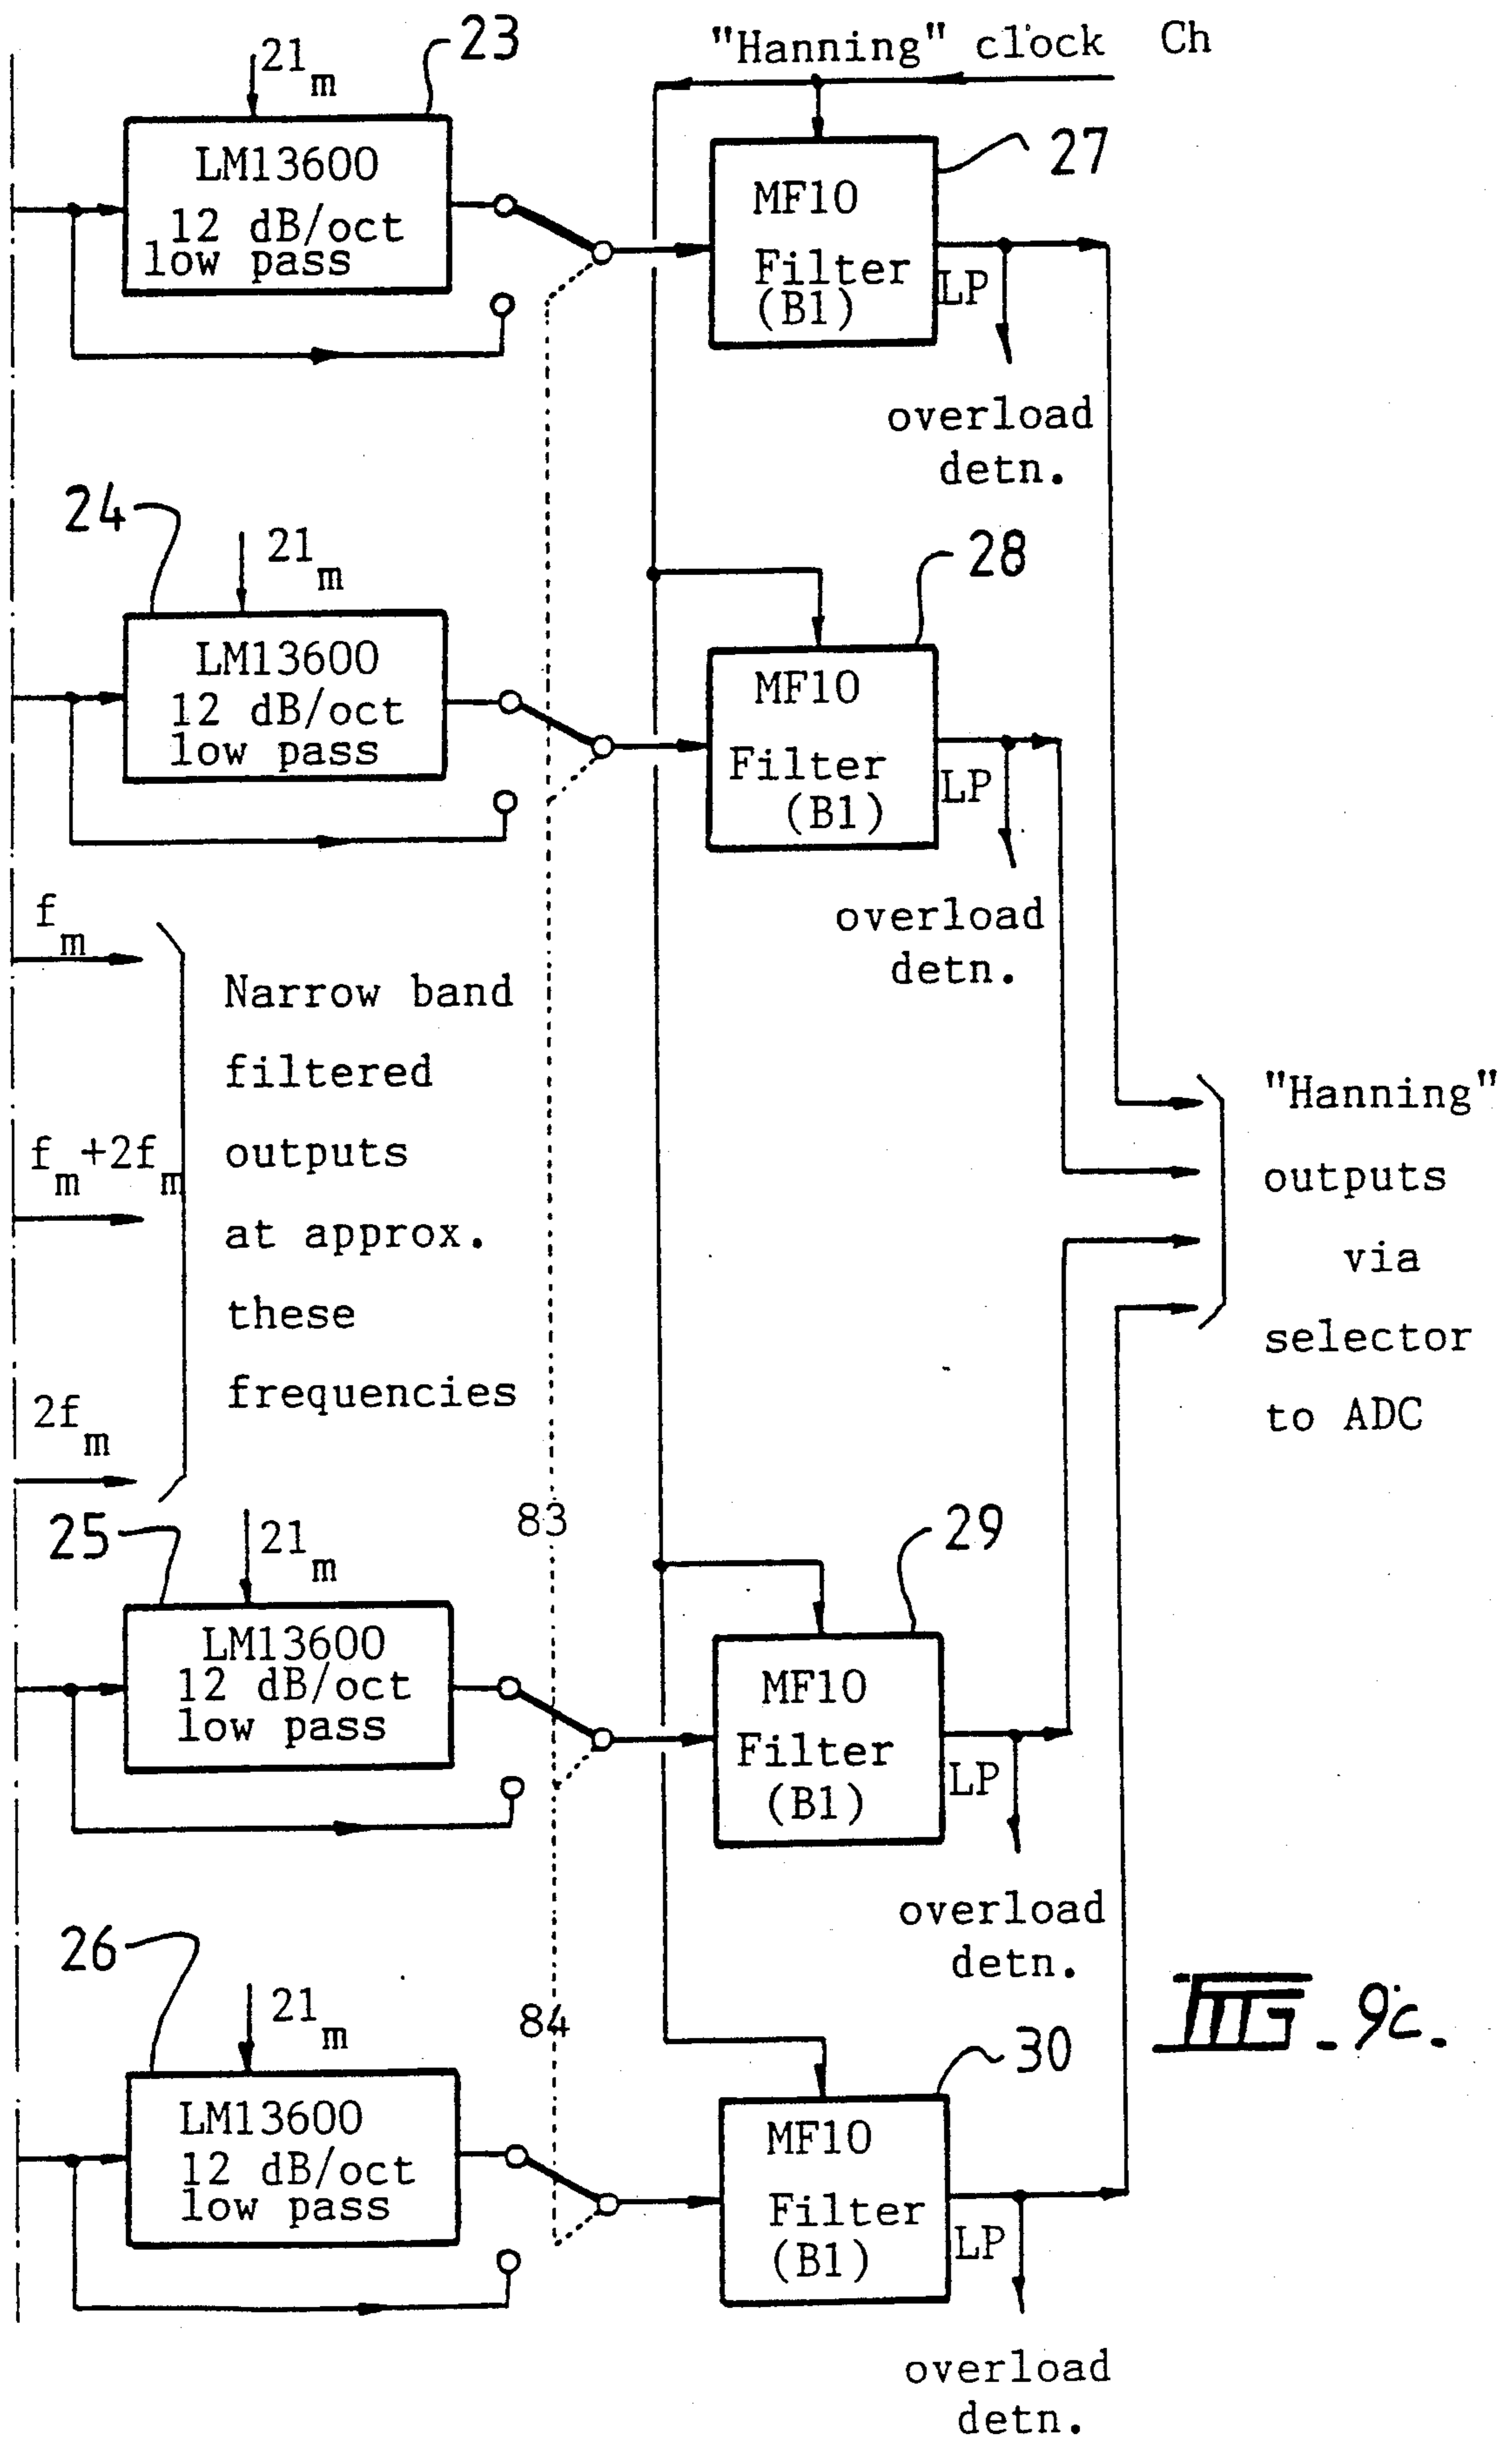 "Hanning" clock Ch
21m
23
LM13600
12 dB/oct
low pass
27
MF10
Filter
(B1)
LP
overload
detn.
24
21m
LM13600
12 dB/oct
low pass
28
MF10
Filter
(B1)
LP
overload
detn.
fm
fm+2fm
2fm
Narrow band
filtered
outputs
at approx.
these
frequencies
"Hanning"
outputs
via
selector
to ADC
83
25
21m
LM13600
12 dB/oct
low pass
29
MF10
Filter
(B1)
LP
overload
detn.
84
26
21m
LM13600
12 dB/oct
low pass
30
MF10
Filter
(B1)
LP
overload
detn.
FIG_9c.